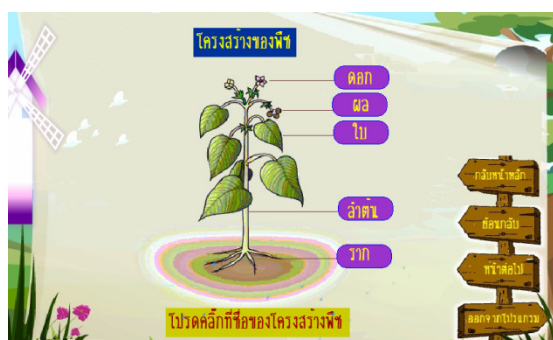 โครงสร้างของพืช
ดอก
ผล
ใบ
ลำต้น
ราก
โปรดคลิ๊กที่ชื่อของโครงสร้างพืช
กลับหน้าหลัก
ย้อนกลับ
หน้าต่อไป
ออกจากโปรแกรม